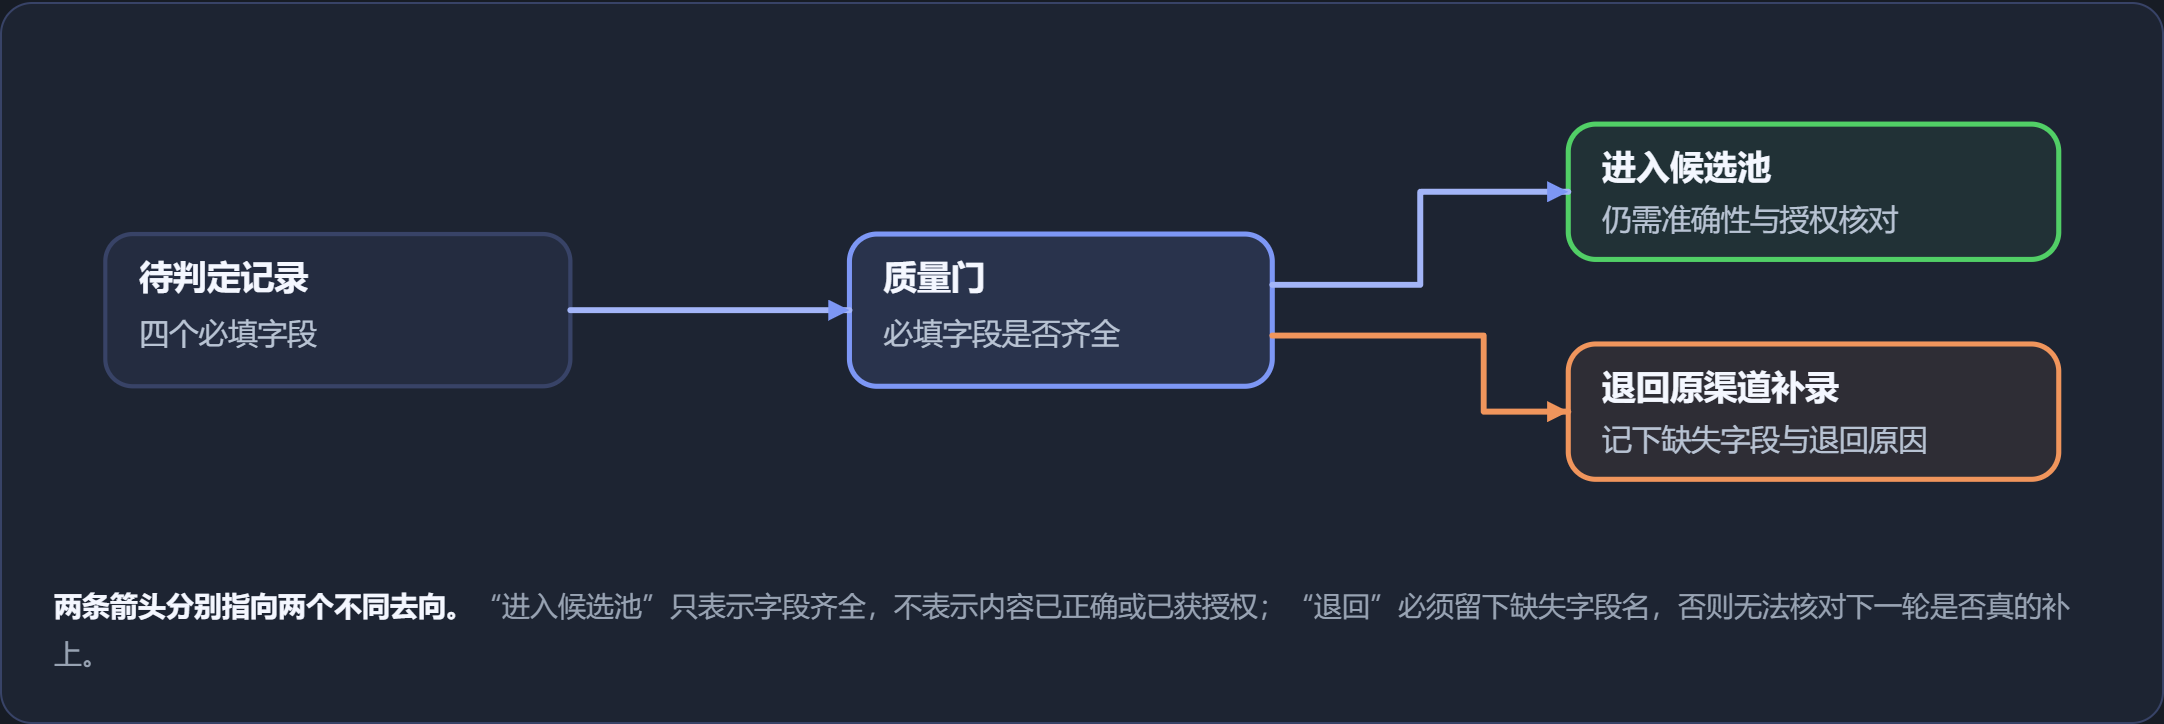 待判定记录
四个必填字段
质量门
必填字段是否齐全
进入候选池
仍需准确性与授权核对
退回原渠道补录
记下缺失字段与退回原因
两条箭头分别指向两个不同去向。 “进入候选池”只表示字段齐全，不表示内容已正确或已获授权；“退回”必须留下缺失字段名，否则无法核对下一轮是否真的补
上。